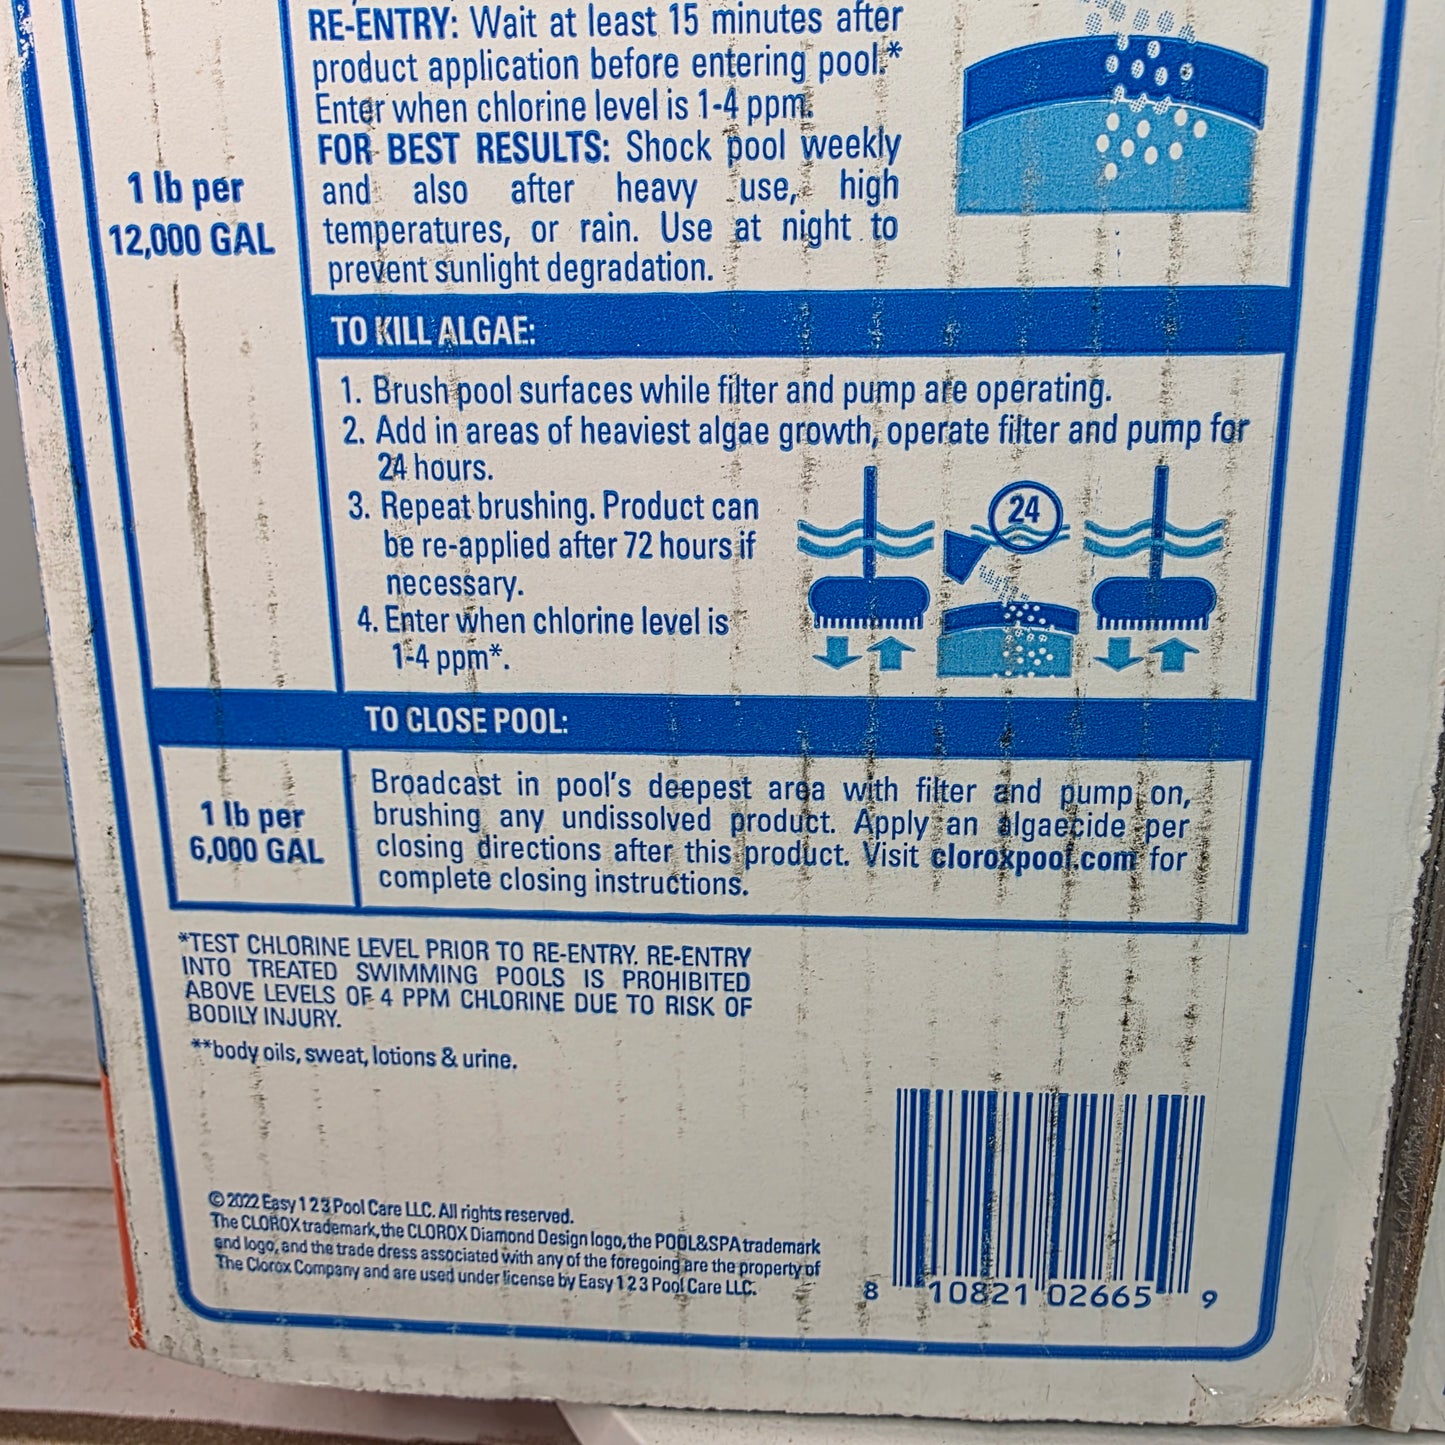 RE-ENTRY: Wait at least 15 minutes after
product application before entering pool.*
Enter when chlorine level is 1-4 ppm.
FOR BEST RESULTS: Shock pool weekly
and also after heavy use, high
temperatures, or rain. Use at night to
prevent sunlight degradation.
1 lb per
12,000 GAL
TO KILL ALGAE:
1. Brush pool surfaces while filter and pump are operating.
2. Add in areas of heaviest algae growth, operate filter and pump for
24 hours.
3. Repeat brushing. Product can
be re-applied after 72 hours if
necessary.
4. Enter when chlorine level is
1-4 ppm*.
24
TO CLOSE POOL:
1 lb per
6,000 GAL
Broadcast in pool's deepest area with filter and pump on,
brushing any undissolved product. Apply an algaecide per
closing directions after this product. Visit cloroxpool.com for
complete closing instructions.
*TEST CHLORINE LEVEL PRIOR TO RE-ENTRY. RE-ENTRY
INTO TREATED SWIMMING POOLS IS PROHIBITED
ABOVE LEVELS OF 4 PPM CHLORINE DUE TO RISK OF
BODILY INJURY.
**body oils, sweat, lotions & urine.
© 2022 Easy 1 2 3 Pool Care LLC. All rights reserved.
The CLOROX trademark, the CLOROX Diamond Design logo, the POOL&SPA trademark
and logo, and the trade dress associated with any of the foregoing are the property of
The Clorox Company and are used under license by Easy 1 2 3 Pool Care LLC.
8 10821 02665 9